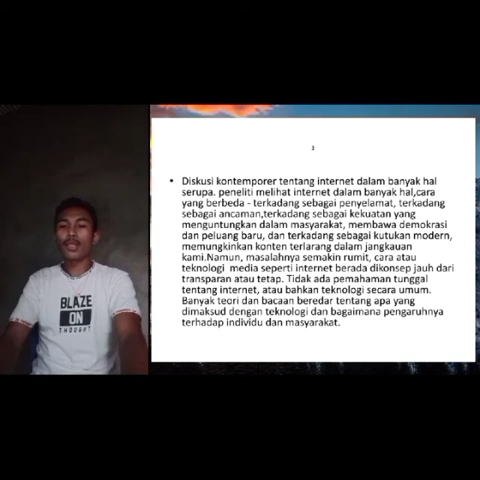 3
• Diskusi kontemporer tentang internet dalam banyak hal
serupa. peneliti melihat internet dalam banyak hal,cara
yang berbeda - terkadang sebagai penyelamat, terkadang
sebagai ancaman,terkadang sebagai kekuatan yang
menguntungkan dalam masyarakat, membawa demokrasi
dan peluang baru, dan terkadang sebagai kutukan modern,
memungkinkan konten terlarang dalam jangkauan
kami.Namun, masalahnya semakin rumit, cara atau
teknologi media seperti internet berada dikonsep jauh dari
transparan atau tetap. Tidak ada pemahaman tunggal
tentang internet, atau bahkan teknologi secara umum.
Banyak teori dan bacaan beredar tentang apa yang
dimaksud dengan teknologi dan bagaimana pengaruhnya
terhadap individu dan masyarakat.
BLAZE
ON
THOUGHT